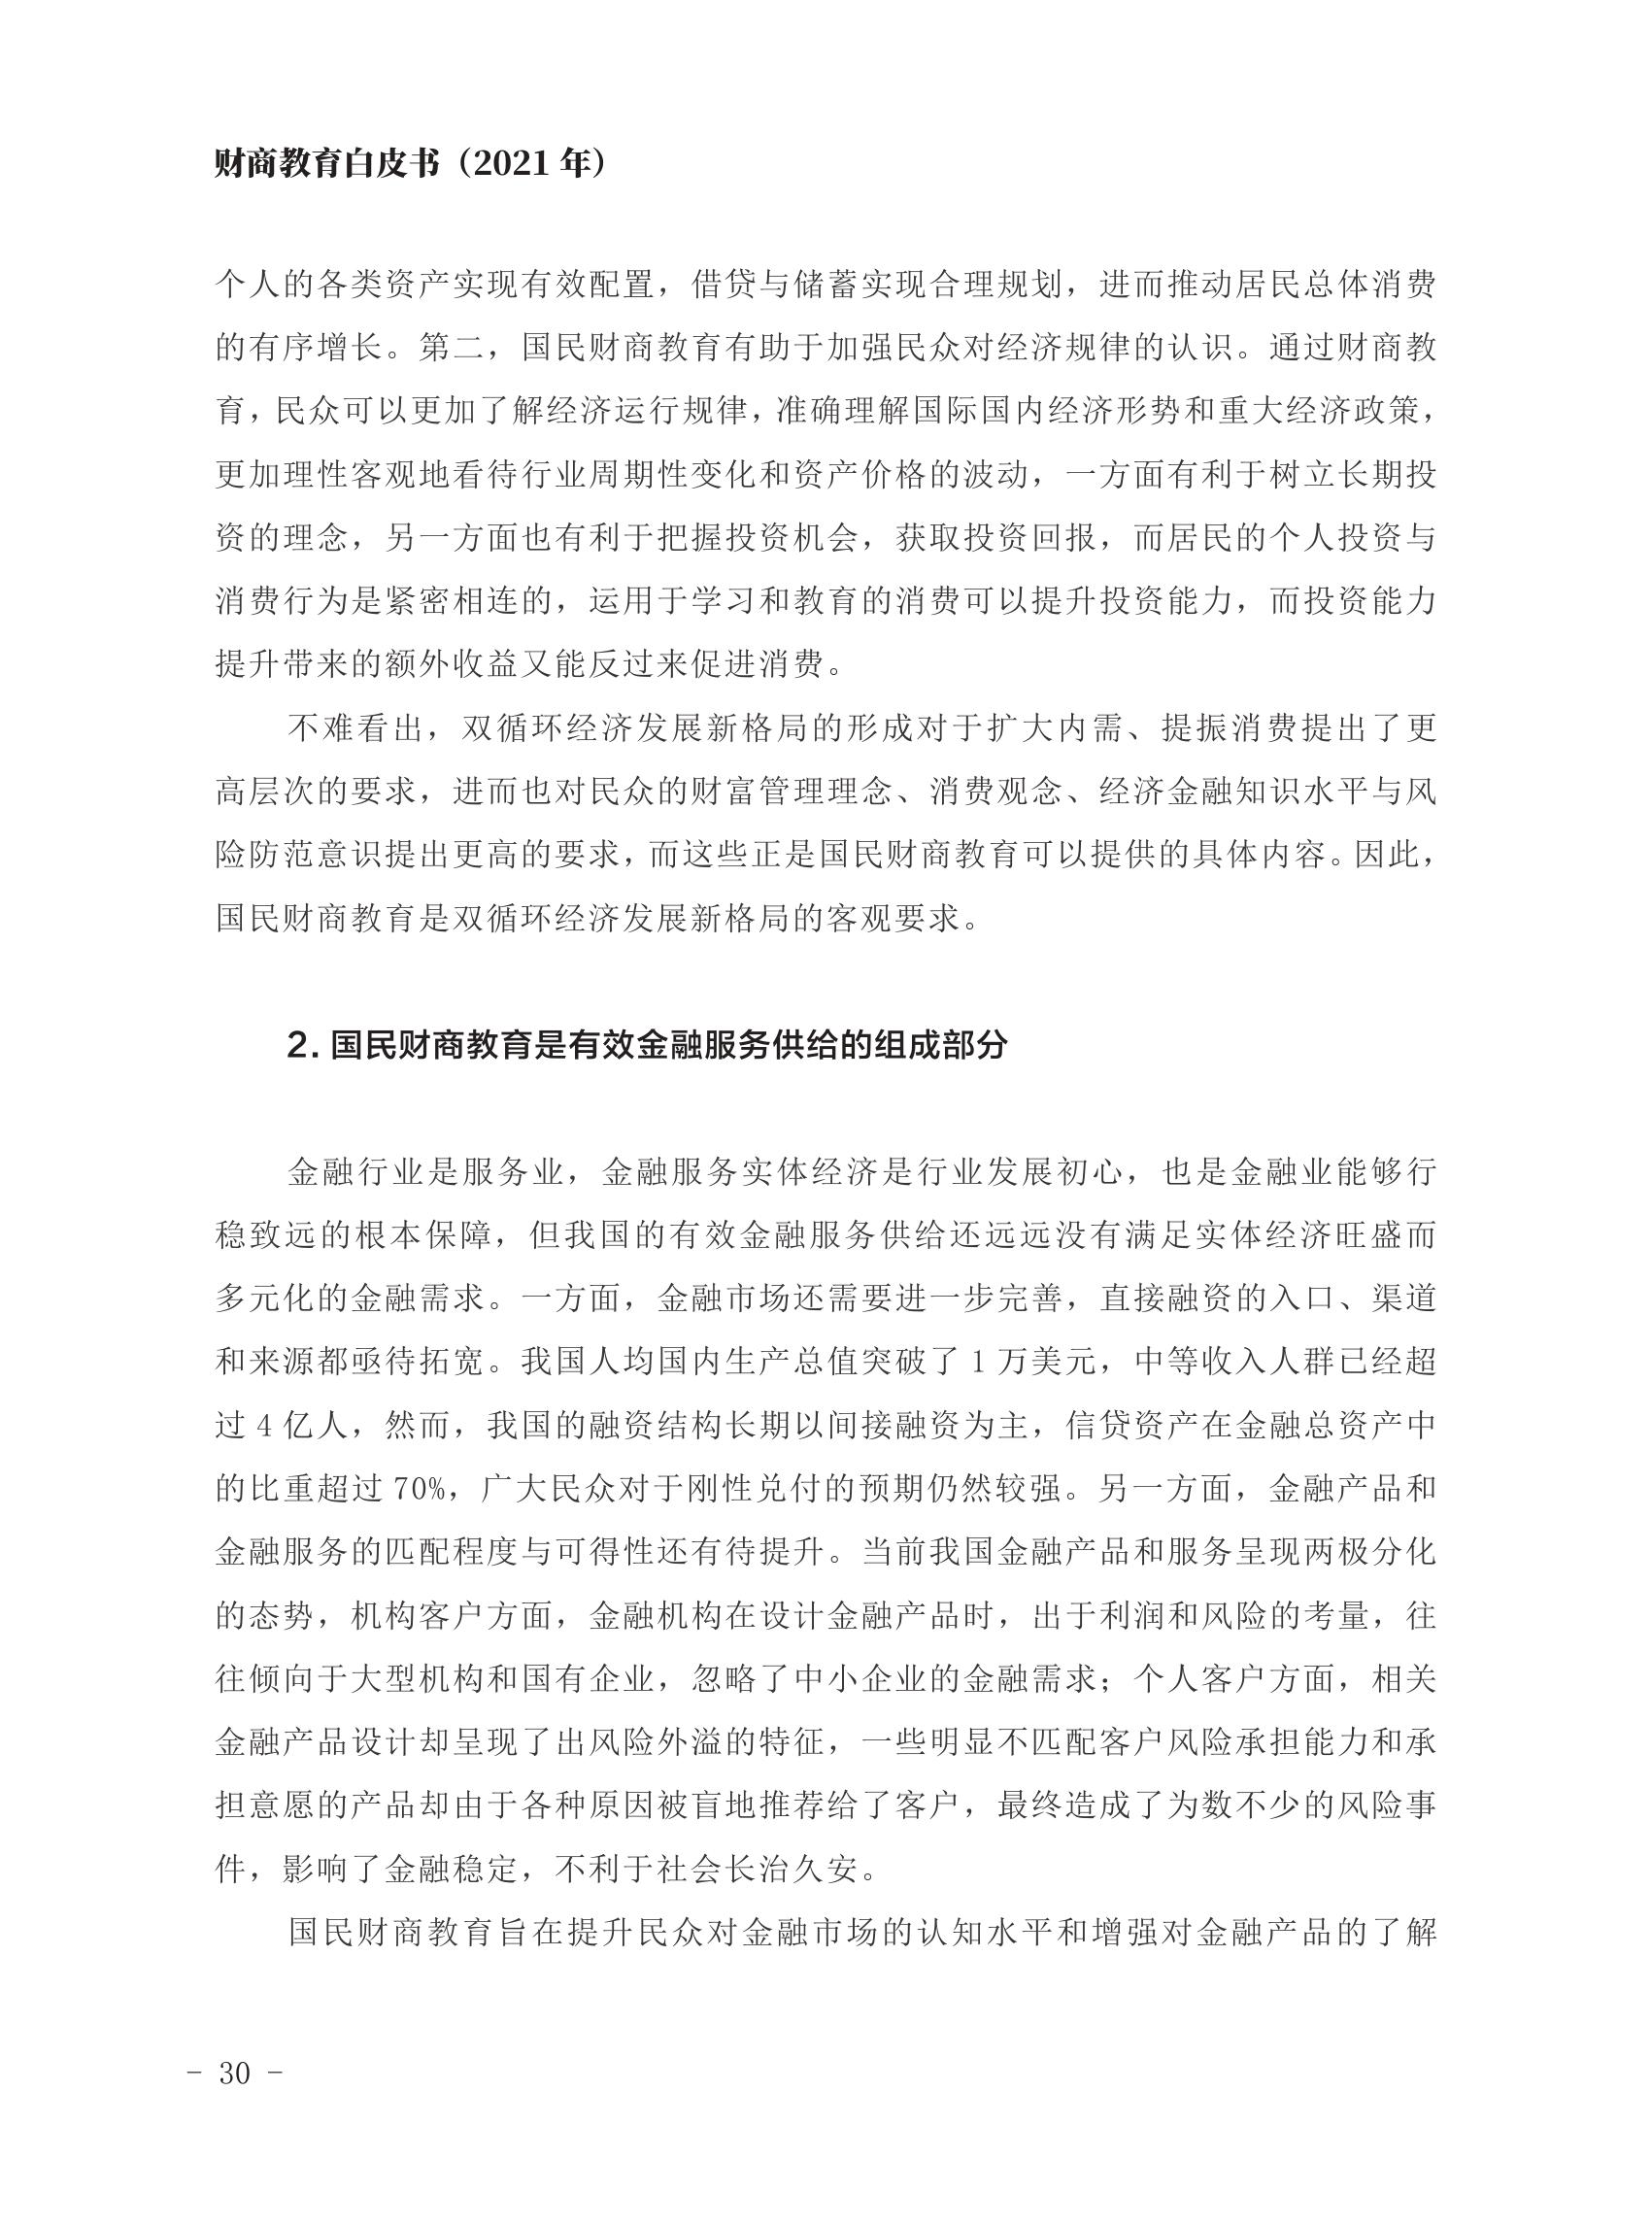 财商教育白皮书（2021 年）
个人的各类资产实现有效配置，借贷与储蓄实现合理规划，进而推动居民总体消费
的有序增长。第二，国民财商教育有助于加强民众对经济规律的认识。通过财商教
育，民众可以更加了解经济运行规律，准确理解国际国内经济形势和重大经济政策，
更加理性客观地看待行业周期性变化和资产价格的波动，一方面有利于树立长期投
资的理念，另一方面也有利于把握投资机会，获取投资回报，而居民的个人投资与
消费行为是紧密相连的，运用于学习和教育的消费可以提升投资能力，而投资能力
提升带来的额外收益又能反过来促进消费。
不难看出，双循环经济发展新格局的形成对于扩大内需、提振消费提出了更
高层次的要求，进而也对民众的财富管理理念、消费观念、经济金融知识水平与风
险防范意识提出更高的要求，而这些正是国民财商教育可以提供的具体内容。因此，
国民财商教育是双循环经济发展新格局的客观要求。
2. 国民财商教育是有效金融服务供给的组成部分
金融行业是服务业，金融服务实体经济是行业发展初心，也是金融业能够行
稳致远的根本保障，但我国的有效金融服务供给还远远没有满足实体经济旺盛而
多元化的金融需求。一方面，金融市场还需要进一步完善，直接融资的入口、渠道
和来源都亟待拓宽。我国人均国内生产总值突破了 1 万美元，中等收入人群已经超
过 4 亿人，然而，我国的融资结构长期以间接融资为主，信贷资产在金融总资产中
的比重超过 70%，广大民众对于刚性兑付的预期仍然较强。另一方面，金融产品和
金融服务的匹配程度与可得性还有待提升。当前我国金融产品和服务呈现两极分化
的态势，机构客户方面，金融机构在设计金融产品时，出于利润和风险的考量，往
往倾向于大型机构和国有企业，忽略了中小企业的金融需求；个人客户方面，相关
金融产品设计却呈现了出风险外溢的特征，一些明显不匹配客户风险承担能力和承
担意愿的产品却由于各种原因被盲地推荐给了客户，最终造成了为数不少的风险事
件，影响了金融稳定，不利于社会长治久安。
国民财商教育旨在提升民众对金融市场的认知水平和增强对金融产品的了解
- 30 -